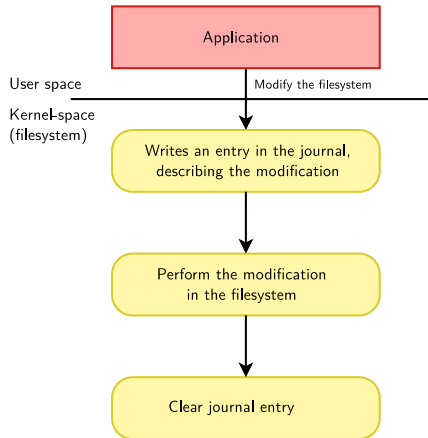 Application
User space
Modify the filesystem
Kernel-space
(filesystem)
Writes an entry in the journal,
describing the modification
Perform the modification
in the filesystem
Clear journal entry